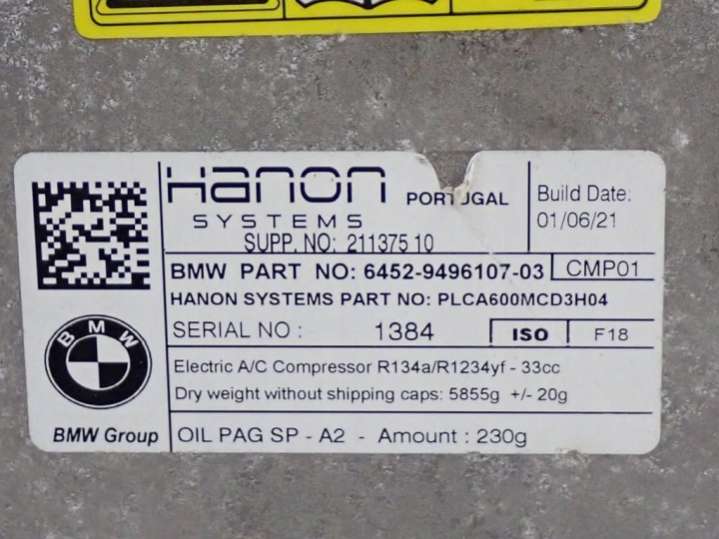 Hanon
SYSTEMS
PORTUGAL
SUPP. NO: 211375 10
Build Date:
01/06/21
BMW PART NO: 6452-9496107-03
CMP01
HANON SYSTEMS PART NO: PLCA600MCD3H04
SERIAL NO : 1384
ISO
F18
BMW
BMW Group
Electric A/C Compressor R134a/R1234yf - 33cc
Dry weight without shipping caps: 5855g +/- 20g
OIL PAG SP - A2 - Amount : 230g